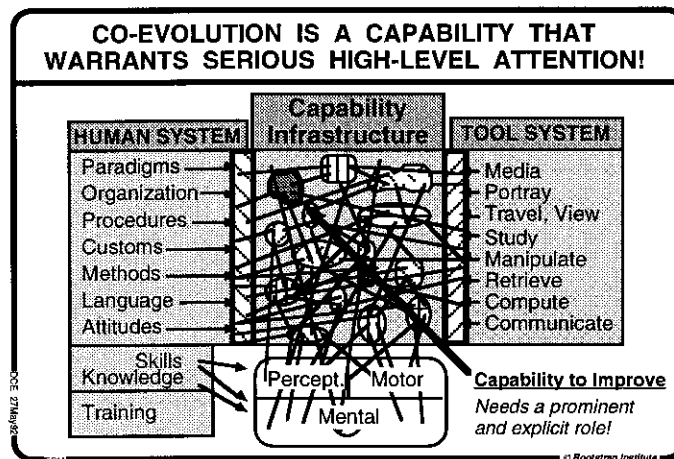 CO-EVOLUTION IS A CAPABILITY THAT
WARRANTS SERIOUS HIGH-LEVEL ATTENTION!
Capability
Infrastructure
HUMAN SYSTEM
TOOL SYSTEM
Paradigms
Organization
Procedures
Customs
Methods
Language
Attitudes
Media
Portray
Travel, View
Study
Manipulate
Retrieve
Compute
Communicate
Skills
Knowledge
Training
Percept.
Motor
Mental
Capability to Improve
Needs a prominent
and explicit role!
27May92
© Bootstrap Institute